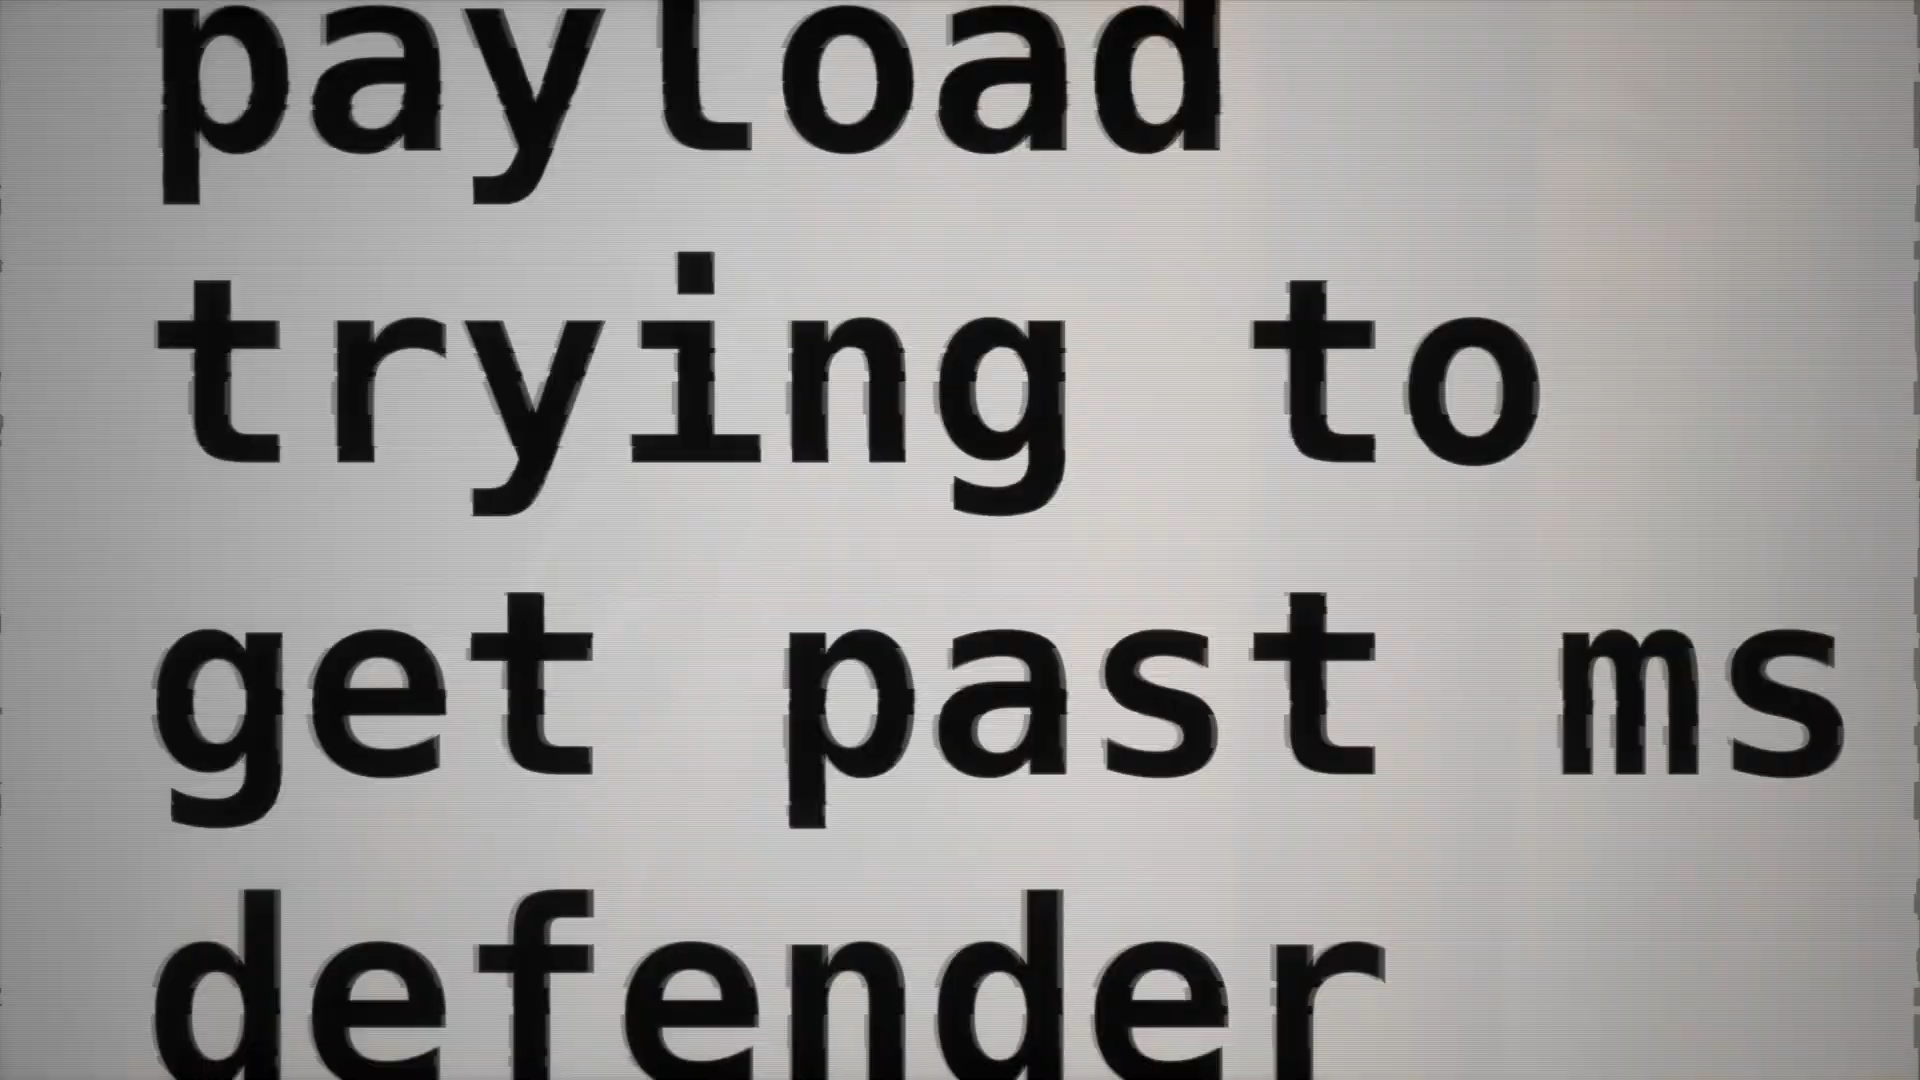 payload
trying to
get past ms
defender